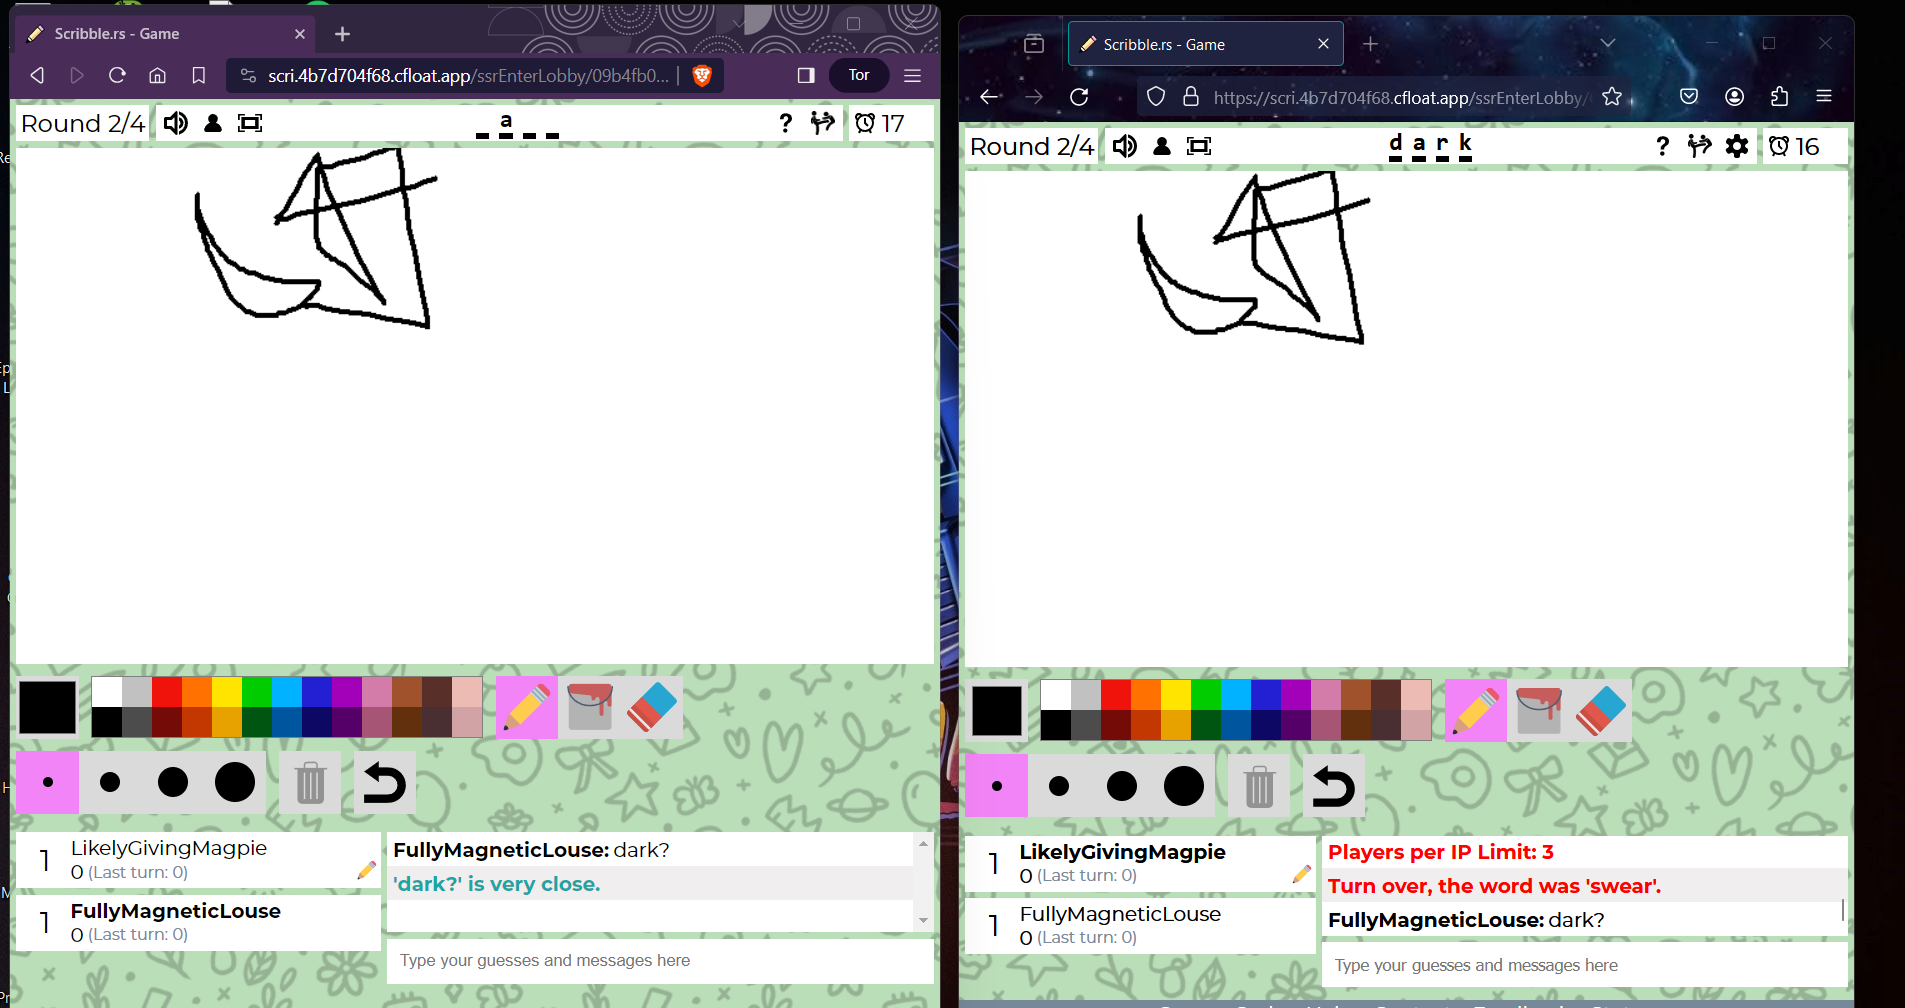 Scribble.rs - Game
scri.4b7d704f68.cfloat.app/ssrEnterLobby/09b4fb0...
Tor
Round 2/4
a
?
17
LikelyGivingMagpie
1
0 (Last turn: 0)
FullyMagneticLouse
1
0 (Last turn: 0)
FullyMagneticLouse: dark?
'dark?' is very close.
Type your guesses and messages here
Scribble.rs - Game
https://scri.4b7d704f68.cfloat.app/ssrEnterLobby/
Round 2/4
d a r k
?
16
LikelyGivingMagpie
1
0 (Last turn: 0)
FullyMagneticLouse
1
0 (Last turn: 0)
Players per IP Limit: 3
Turn over, the word was 'swear'.
FullyMagneticLouse: dark?
Type your guesses and messages here